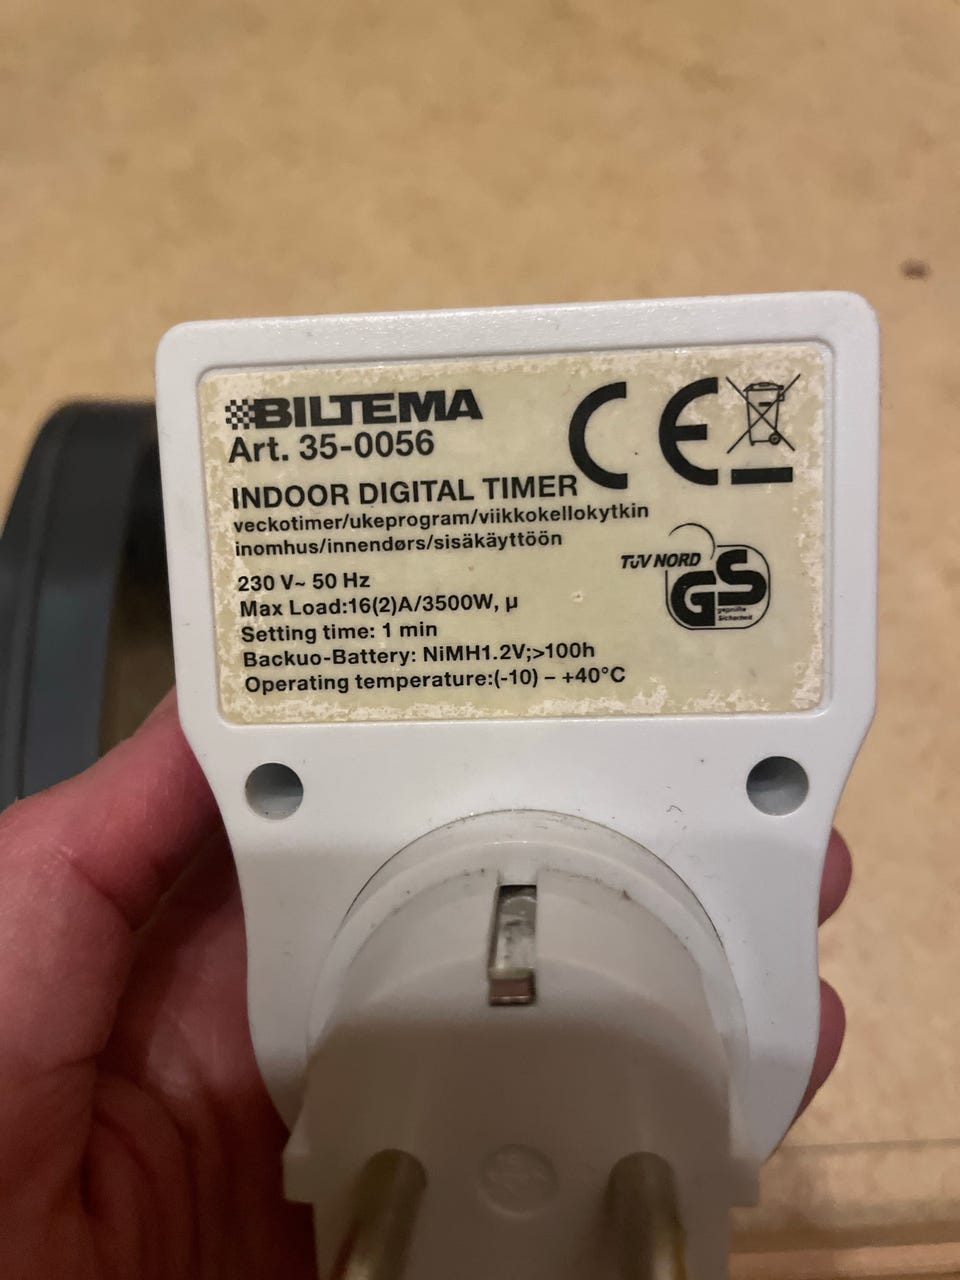 BILTEMA
Art. 35-0056
CE
INDOOR DIGITAL TIMER
veckotimer/ukeprogram/viikkokellokytkin
inomhus/innendørs/sisäkäyttöön
230 V~ 50 Hz
Max Load:16(2)A/3500W, µ
Setting time: 1 min
Backuo-Battery: NiMH1.2V;>100h
Operating temperature:(-10) – +40°C
TÜV NORD
GS
geprüfte
Sicherheit